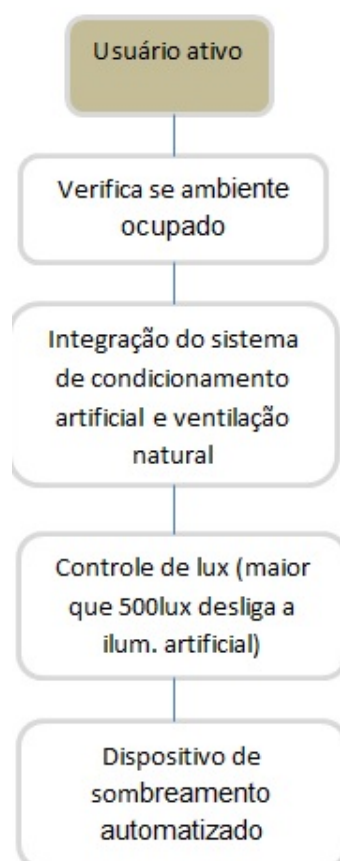 Usuário ativo
Verifica se ambiente
ocupado
Integração do sistema
de condicionamento
artificial e ventilação
natural
Controle de lux (maior
que 500lux desliga a
ilum. artificial)
Dispositivo de
sombreamento
automatizado